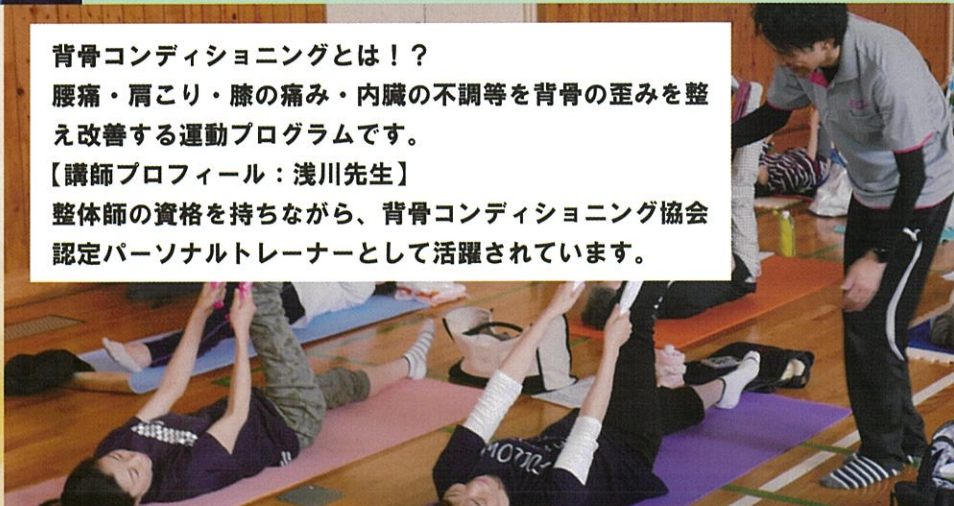 背骨コンディショニングとは！？
腰痛・肩こり・膝の痛み・内臓の不調等を背骨の歪みを整
え改善する運動プログラムです。
【講師プロフィール：浅川先生】
整体師の資格を持ちながら、背骨コンディショニング協会
認定パーソナルトレーナーとして活躍されています。
FOLLOW